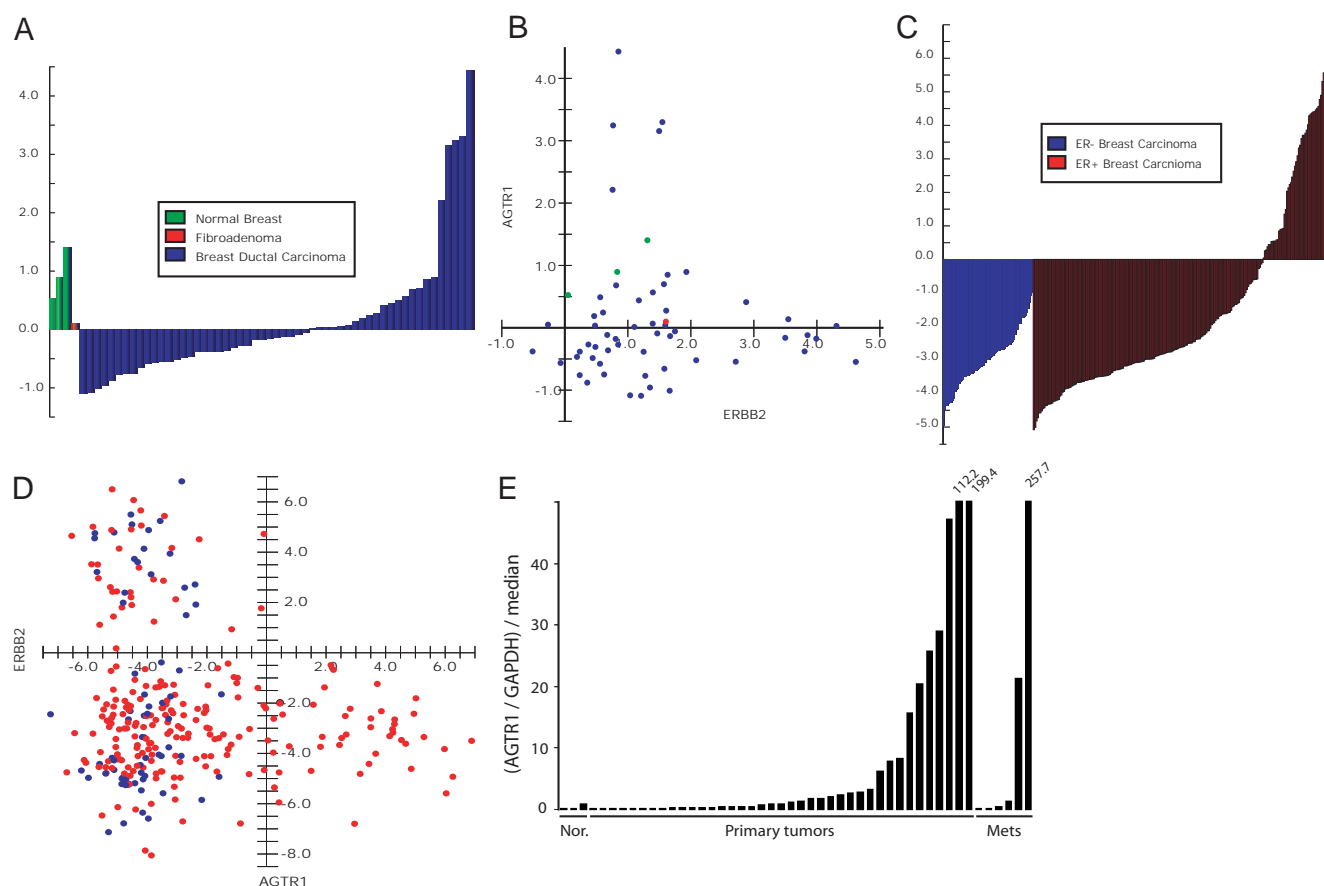 A
4.0
3.0
2.0
1.0
0.0
-1.0
Normal Breast
Fibroadenoma
Breast Ductal Carcinoma
B
AGTR1
4.0
3.0
2.0
1.0
-1.0
-1.0
1.0
2.0
3.0
4.0
5.0
ERBB2
C
6.0
5.0
4.0
3.0
2.0
1.0
0.0
-1.0
-2.0
-3.0
-4.0
-5.0
ER- Breast Carcinoma
ER+ Breast Carcnioma
D
ERBB2
6.0
4.0
2.0
-2.0
-4.0
-6.0
-8.0
-6.0
-4.0
-2.0
2.0
4.0
6.0
AGTR1
E
(AGTR1 / GAPDH) / median
40
30
20
10
0
112.2
199.4
257.7
Nor.
Primary tumors
Mets